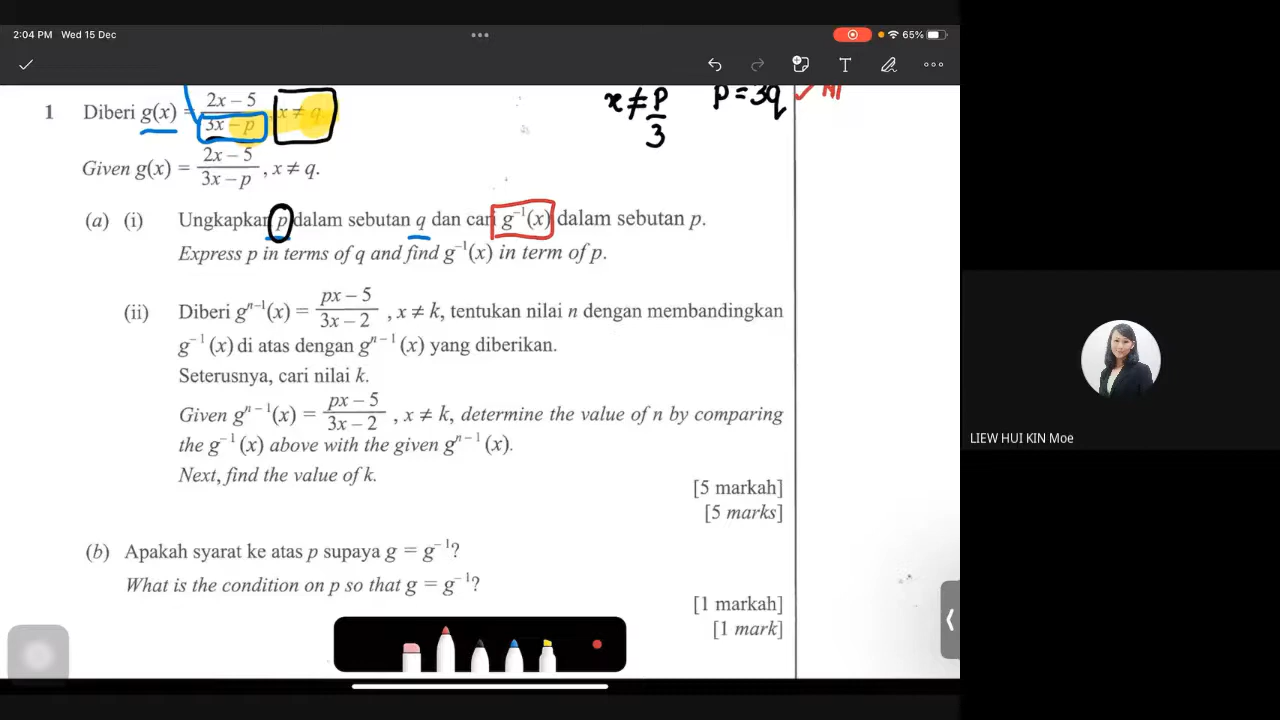 2:04 PM Wed 15 Dec
65%
1 Diberi g(x) = 2x − 5 / 3x − p, x ≠ q
x ≠ p/3
p = 3q
Given g(x) = 2x − 5 / 3x − p, x ≠ q.
(a) (i) Ungkapkan p dalam sebutan q dan cari g⁻¹(x) dalam sebutan p.
Express p in terms of q and find g⁻¹(x) in term of p.
(ii) Diberi gⁿ⁻¹(x) = px − 5 / 3x − 2, x ≠ k, tentukan nilai n dengan membandingkan
g⁻¹(x) di atas dengan gⁿ⁻¹(x) yang diberikan.
Seterusnya, cari nilai k.
Given gⁿ⁻¹(x) = px − 5 / 3x − 2, x ≠ k, determine the value of n by comparing
the g⁻¹(x) above with the given gⁿ⁻¹(x).
Next, find the value of k.
[5 markah]
[5 marks]
(b) Apakah syarat ke atas p supaya g = g⁻¹?
What is the condition on p so that g = g⁻¹?
[1 markah]
[1 mark]
LIEW HUI KIN Moe